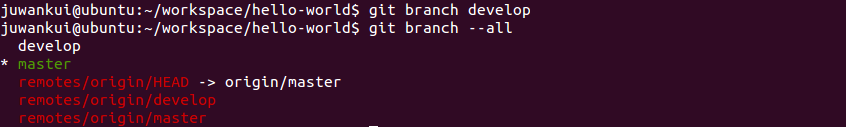 juwankui@ubuntu:~/workspace/hello-world$ git branch develop
juwankui@ubuntu:~/workspace/hello-world$ git branch --all
  develop
* master
  remotes/origin/HEAD -> origin/master
  remotes/origin/develop
  remotes/origin/master